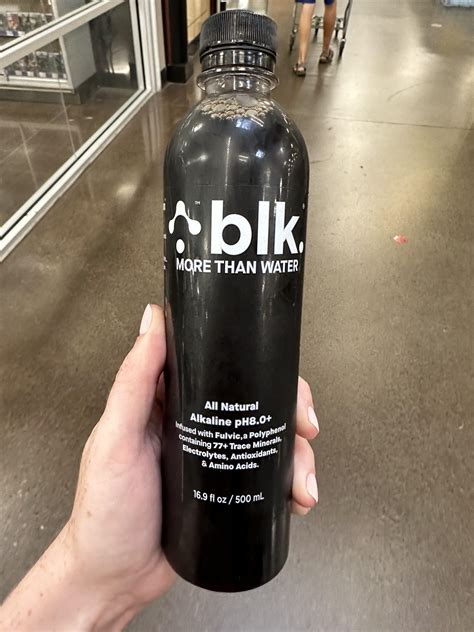 blk.™
MORE THAN WATER
All Natural
Alkaline pH8.0+
Infused with Fulvic,a Polyphenol
containing 77+ Trace Minerals,
Electrolytes, Antioxidants,
& Amino Acids.
16.9 fl oz / 500 mL